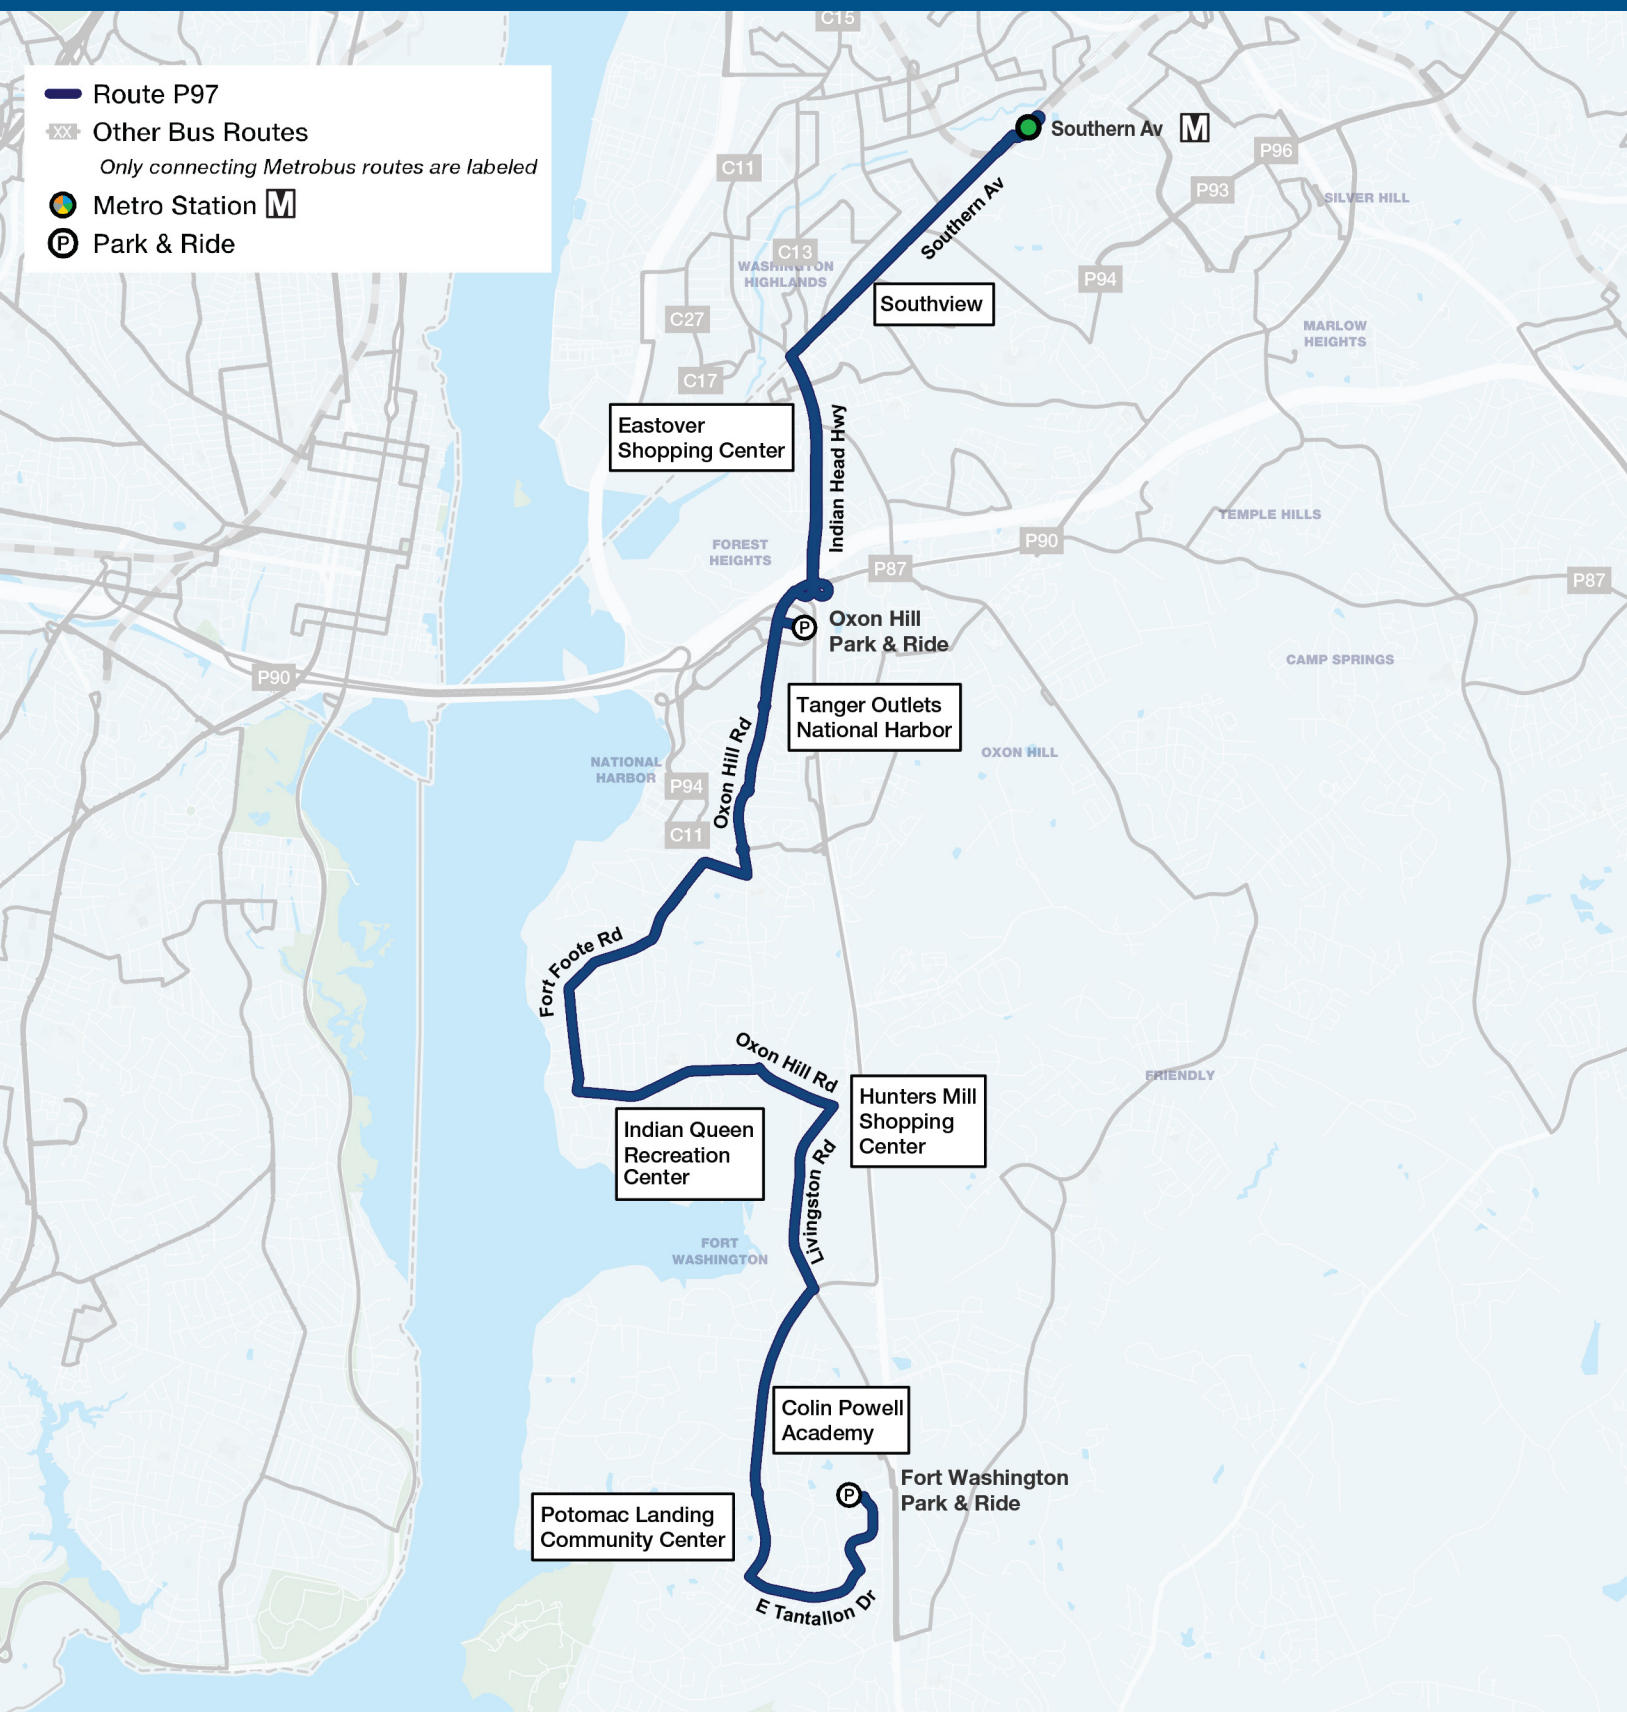 C15
Route P97
XX Other Bus Routes
Only connecting Metrobus routes are labeled
Metro Station M
P Park & Ride
Southern Av M
P96
C11
P93
SILVER HILL
Southern Av
C13
WASHINGTON
HIGHLANDS
P94
Southview
C27
MARLOW
HEIGHTS
C17
Eastover
Shopping Center
Indian Head Hwy
TEMPLE HILLS
FOREST
HEIGHTS
P90
P87
P87
P
Oxon Hill
Park & Ride
CAMP SPRINGS
P90
Tanger Outlets
National Harbor
Oxon Hill Rd
OXON HILL
NATIONAL
HARBOR
P94
C11
Fort Foote Rd
Oxon Hill Rd
FRIENDLY
Hunters Mill
Shopping
Center
Indian Queen
Recreation
Center
Livingston Rd
FORT
WASHINGTON
Colin Powell
Academy
P
Fort Washington
Park & Ride
Potomac Landing
Community Center
E Tantallon Dr